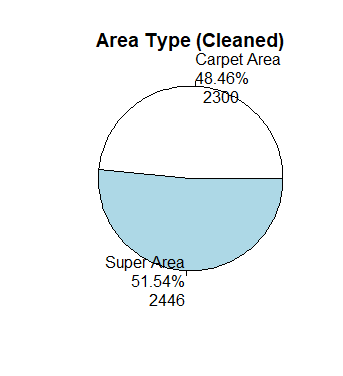 Area Type (Cleaned)
Carpet Area
48.46%
2300
Super Area
51.54%
2446